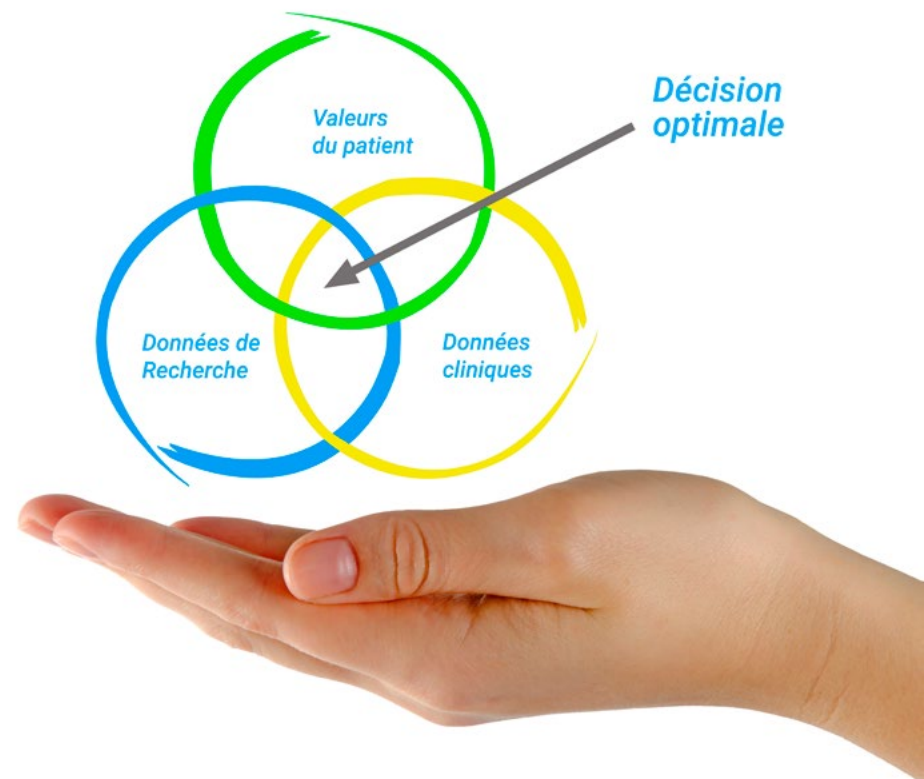 Valeurs
du patient
Décision
optimale
Données de
Recherche
Données
cliniques